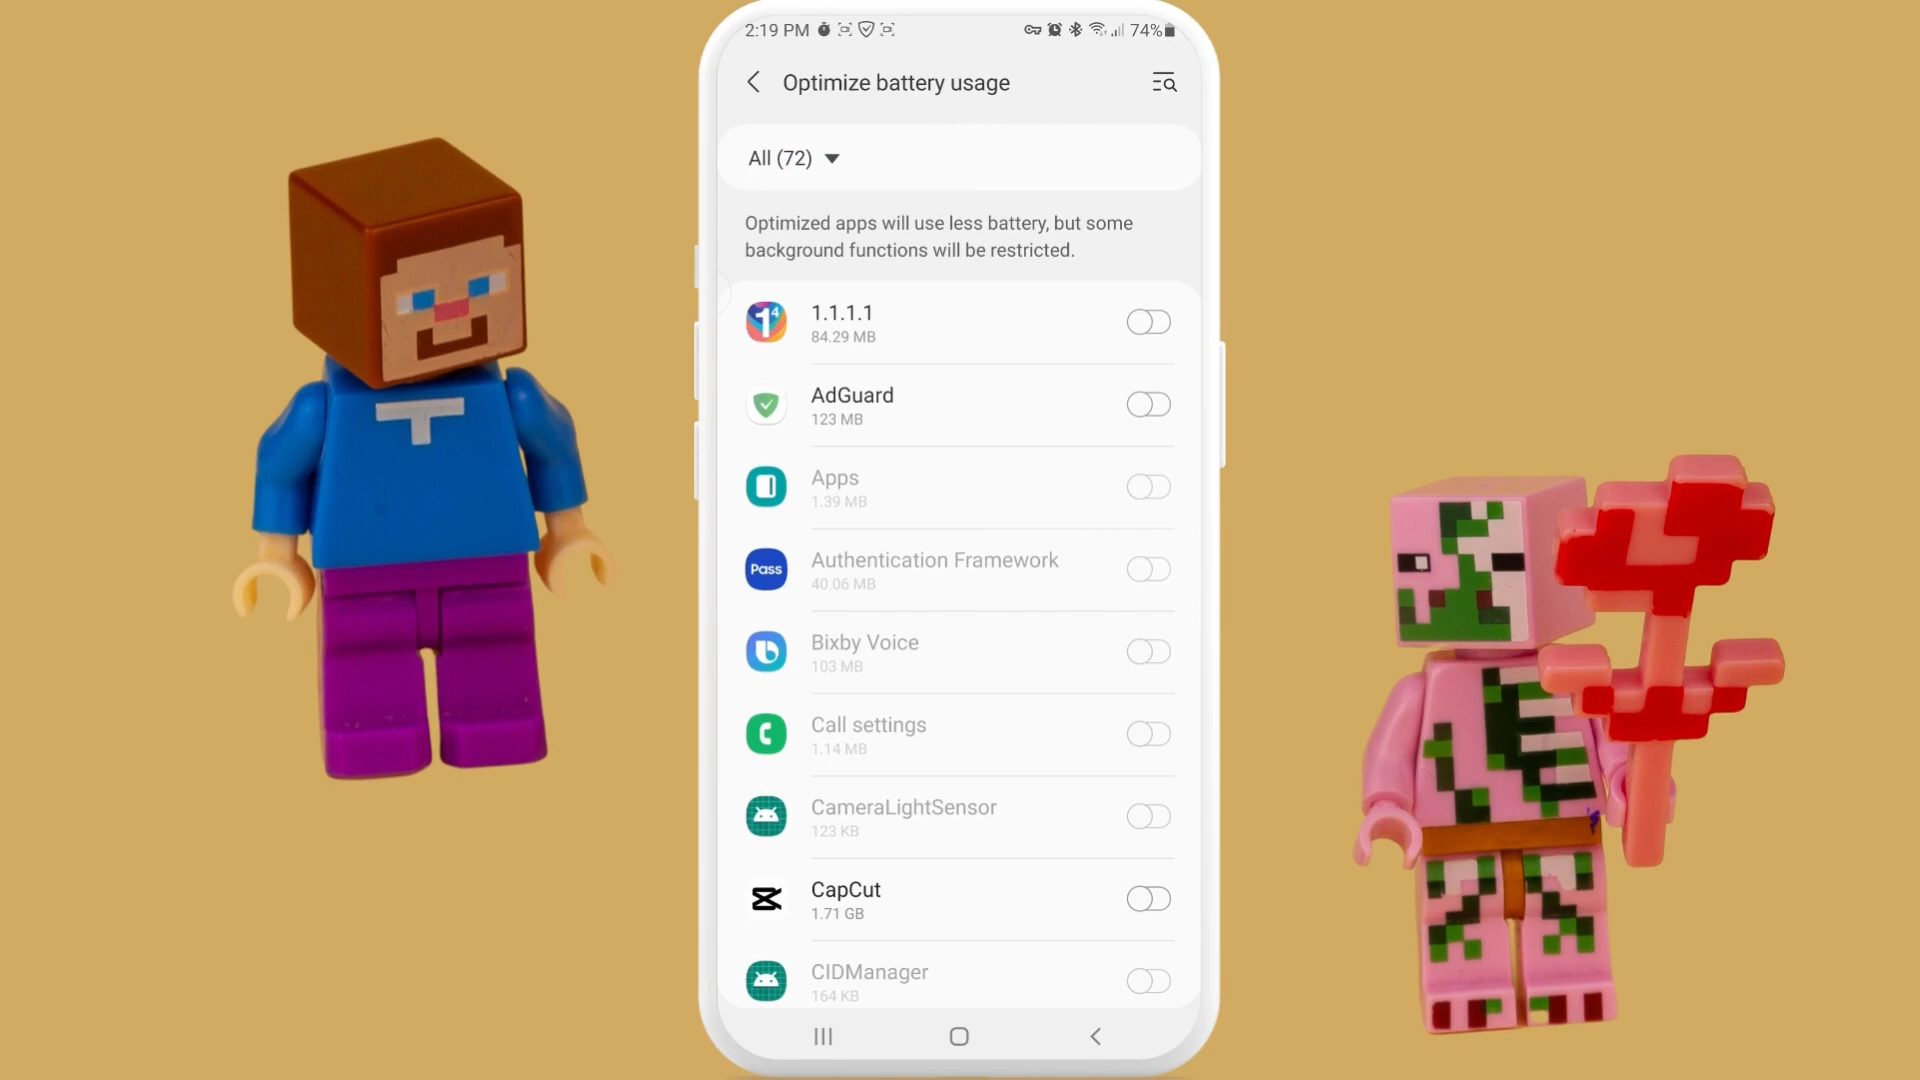 2:19 PM 74%
Optimize battery usage
All (72)
Optimized apps will use less battery, but some
background functions will be restricted.
1.1.1.1
84.29 MB
AdGuard
123 MB
Apps
1.39 MB
Pass
Authentication Framework
40.06 MB
Bixby Voice
103 MB
Call settings
1.14 MB
CameraLightSensor
123 KB
CapCut
1.71 GB
CIDManager
164 KB